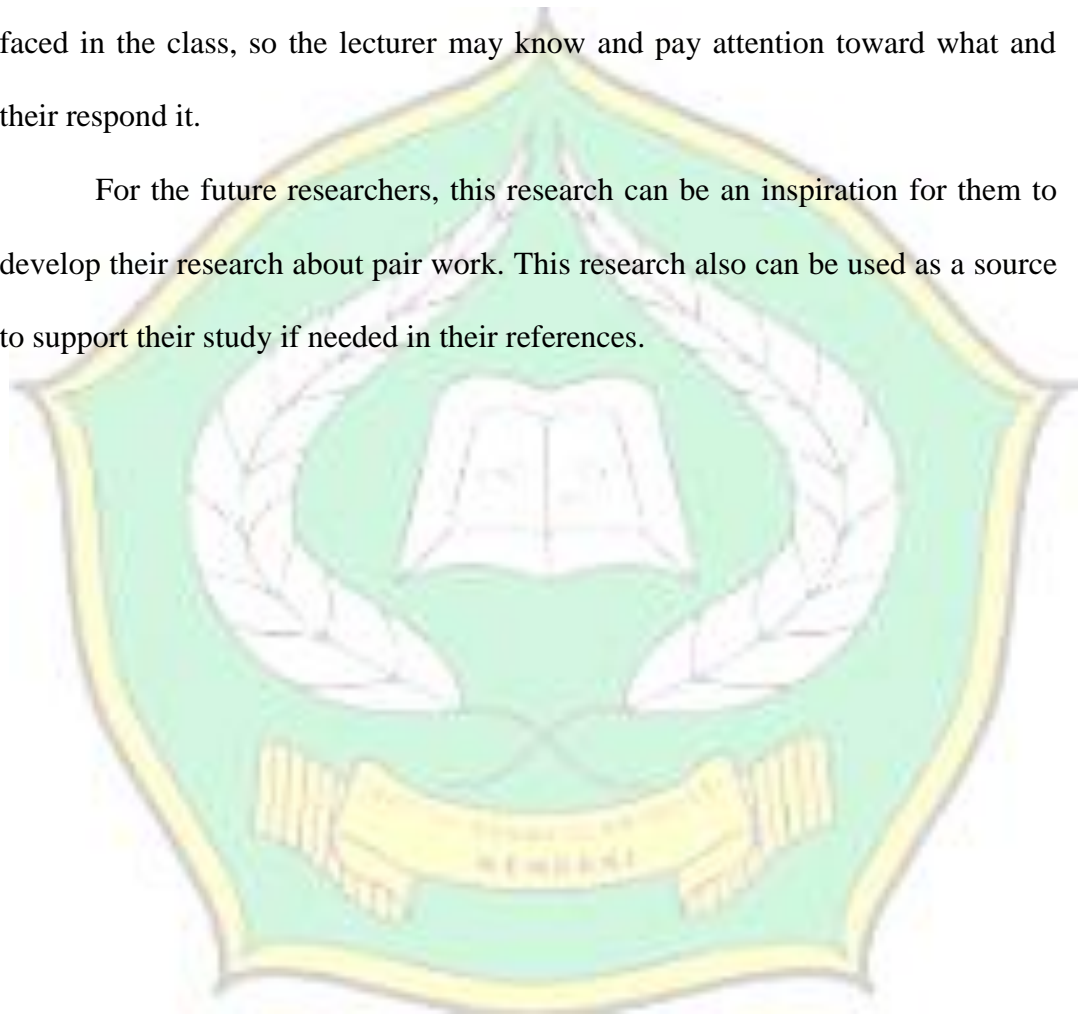 faced in the class, so the lecturer may know and pay attention toward what and
their respond it.
For the future researchers, this research can be an inspiration for them to
develop their research about pair work. This research also can be used as a source
to support their study if needed in their references.
KENDARI